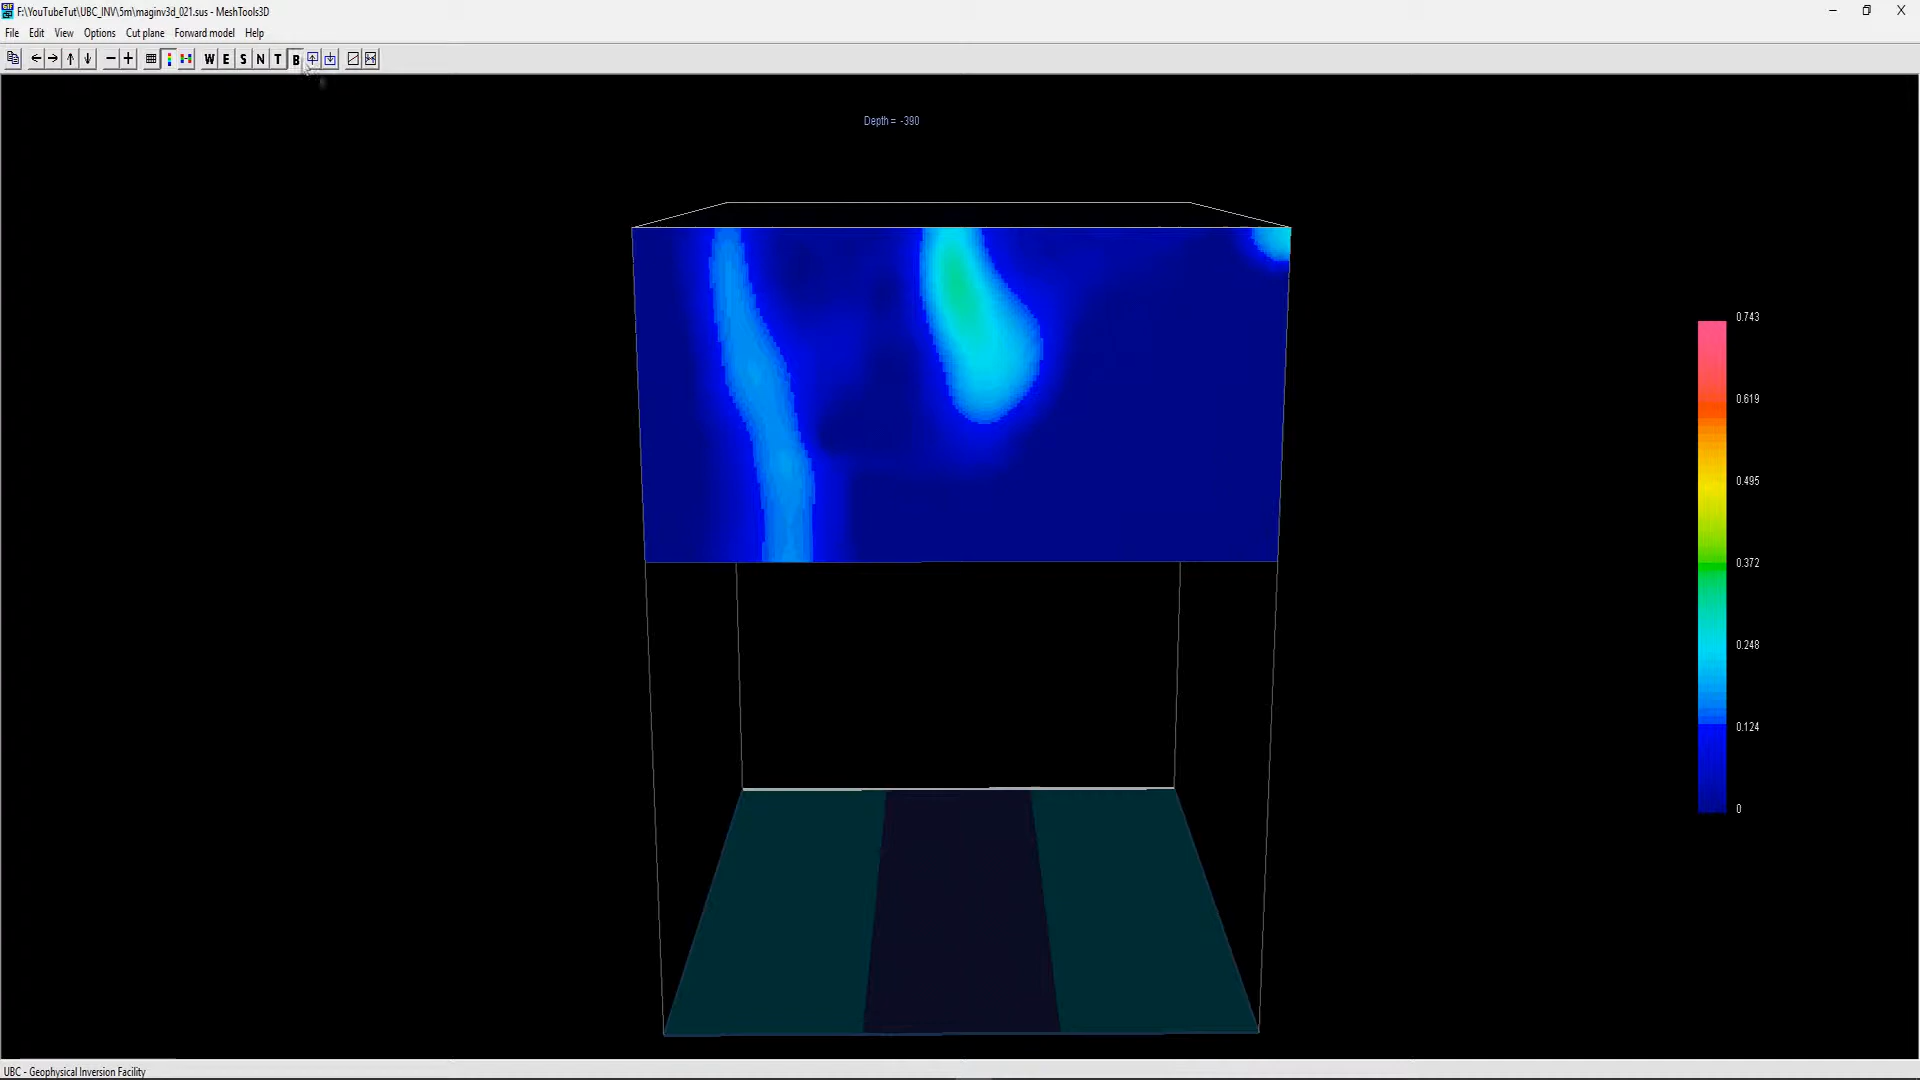 F:\YouTubeTut\UBC_INV\5m\maginv3d_021.sus - MeshTools3D
File Edit View Options Cut plane Forward model Help
W E S N T B
Depth = -390
0.743
0.619
0.495
0.372
0.248
0.124
0
UBC - Geophysical Inversion Facility